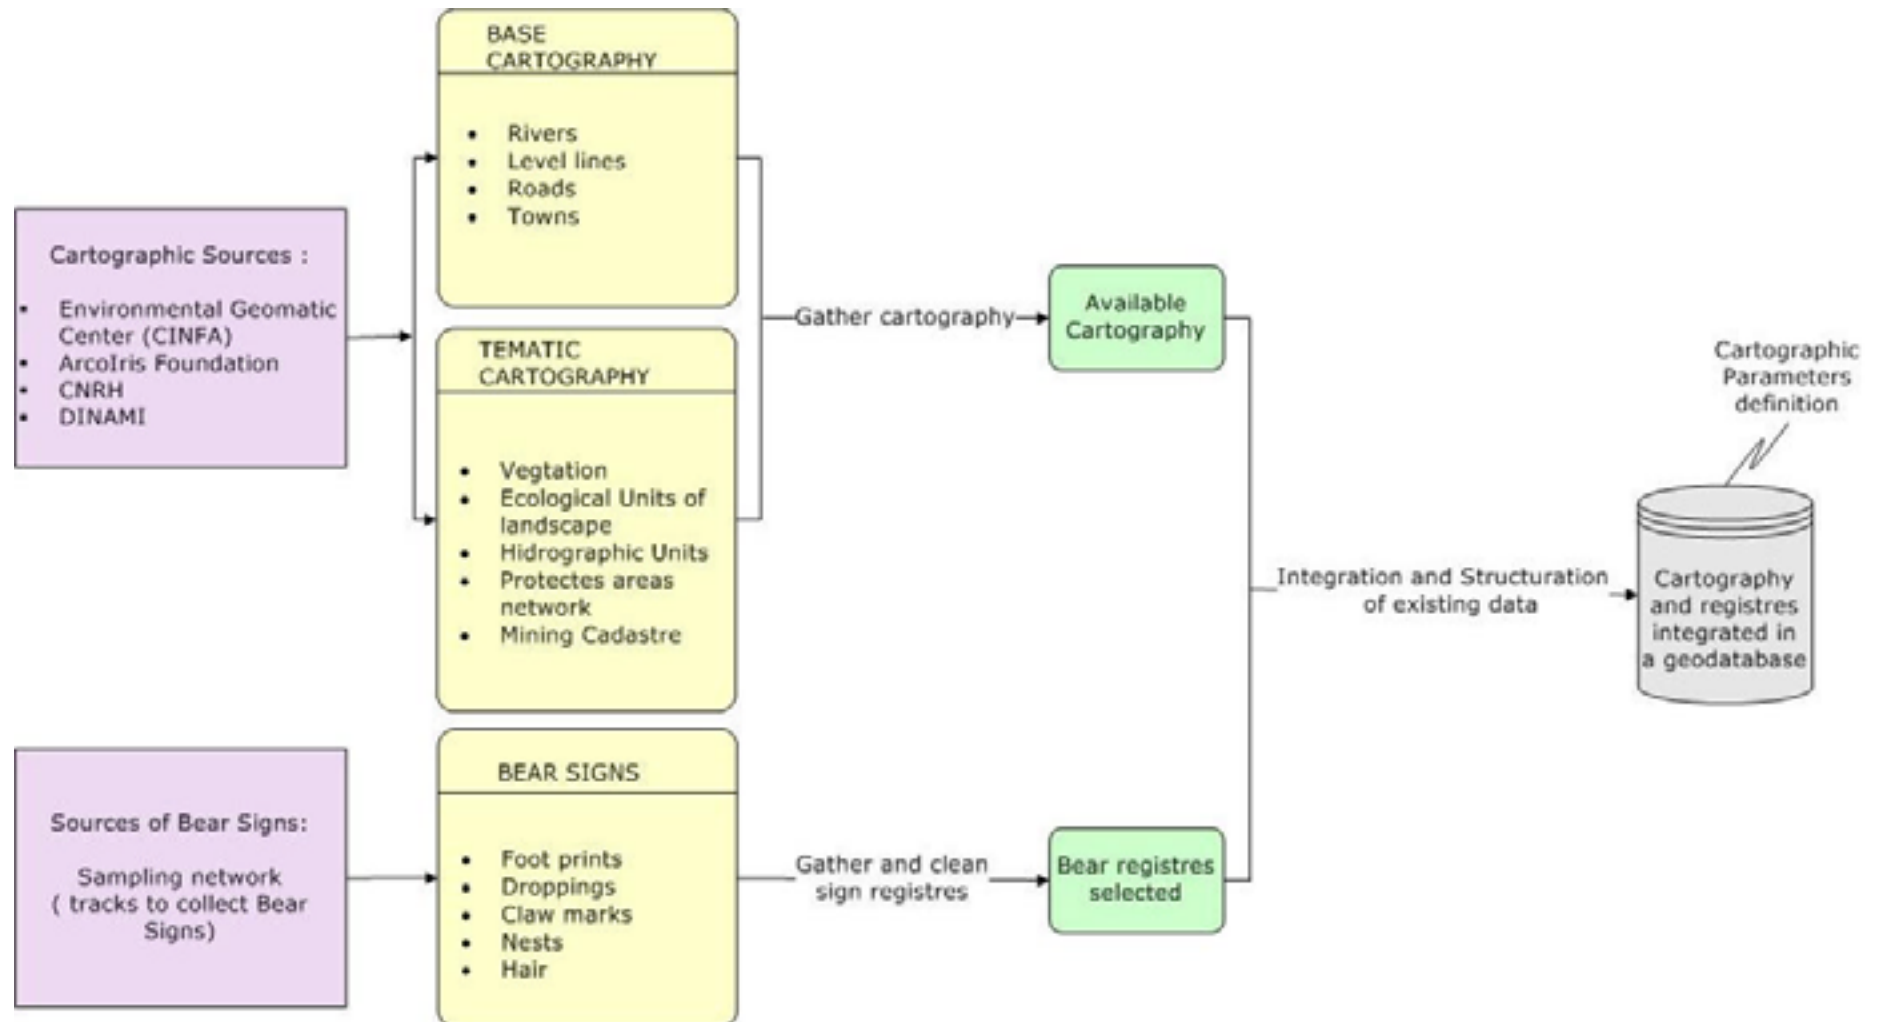 BASE
CARTOGRAPHY
• Rivers
• Level lines
• Roads
• Towns
Cartographic Sources :
• Environmental Geomatic
Center (CINFA)
• ArcoIris Foundation
• CNRH
• DINAMI
TEMATIC
CARTOGRAPHY
• Vegtation
• Ecological Units of
landscape
• Hidrographic Units
• Protectes areas
network
• Mining Cadastre
Gather cartography
Available
Cartography
Cartographic
Parameters
definition
Integration and Structuration
of existing data
Cartography
and registres
integrated in
a geodatabase
Sources of Bear Signs:
Sampling network
( tracks to collect Bear
Signs)
BEAR SIGNS
• Foot prints
• Droppings
• Claw marks
• Nests
• Hair
Gather and clean
sign registres
Bear registres
selected